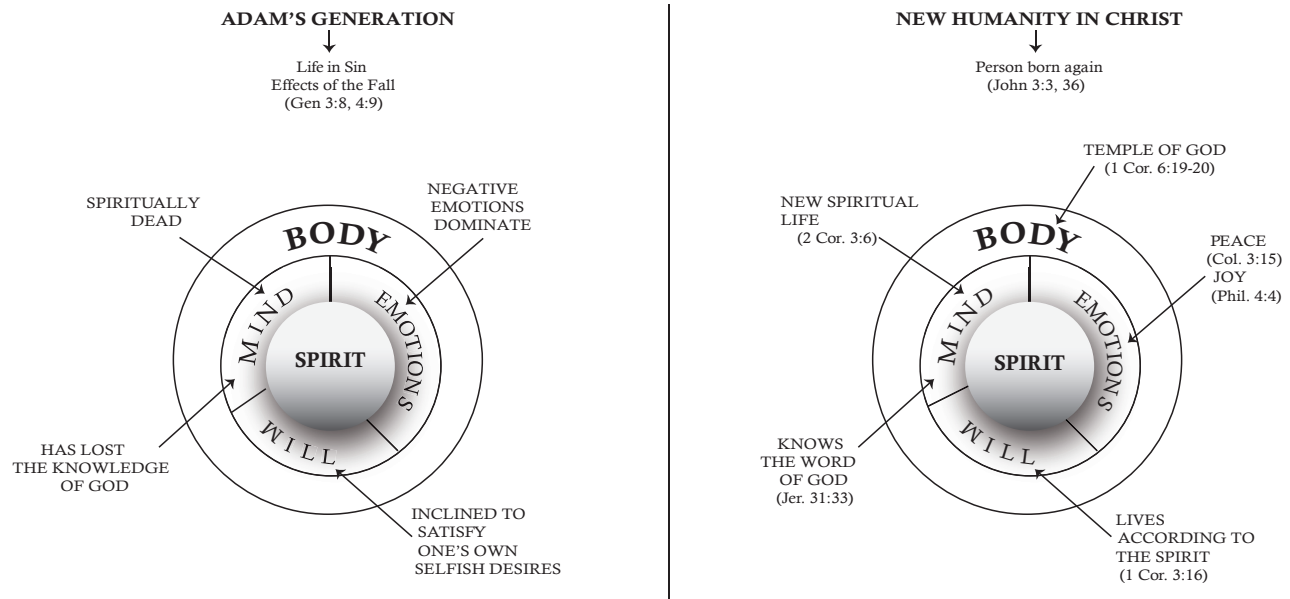 ADAM'S GENERATION
Life in Sin
Effects of the Fall
(Gen 3:8, 4:9)
SPIRITUALLY
DEAD
NEGATIVE
EMOTIONS
DOMINATE
BODY
MIND
EMOTIONS
SPIRIT
WILL
HAS LOST
THE KNOWLEDGE
OF GOD
INCLINED TO
SATISFY
ONE'S OWN
SELFISH DESIRES
NEW HUMANITY IN CHRIST
Person born again
(John 3:3, 36)
TEMPLE OF GOD
(1 Cor. 6:19-20)
NEW SPIRITUAL
LIFE
(2 Cor. 3:6)
PEACE
(Col. 3:15)
JOY
(Phil. 4:4)
BODY
MIND
EMOTIONS
SPIRIT
WILL
KNOWS
THE WORD
OF GOD
(Jer. 31:33)
LIVES
ACCORDING TO
THE SPIRIT
(1 Cor. 3:16)